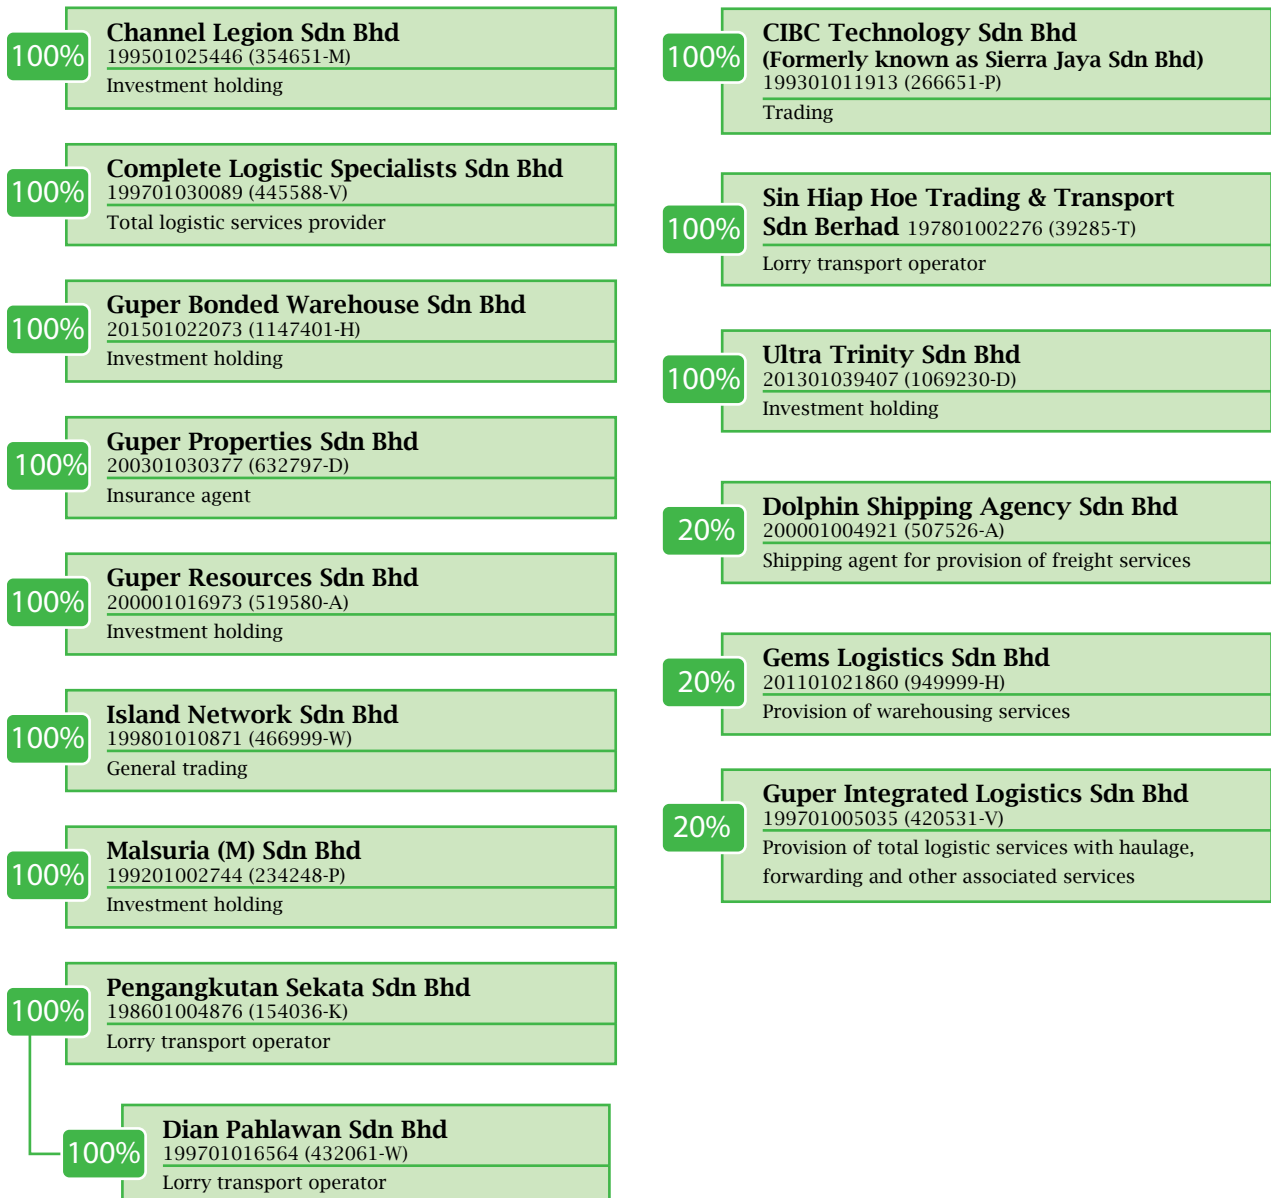 100%
Channel Legion Sdn Bhd
199501025446 (354651-M)
Investment holding
100%
Complete Logistic Specialists Sdn Bhd
199701030089 (445588-V)
Total logistic services provider
100%
Guper Bonded Warehouse Sdn Bhd
201501022073 (1147401-H)
Investment holding
100%
Guper Properties Sdn Bhd
200301030377 (632797-D)
Insurance agent
100%
Guper Resources Sdn Bhd
200001016973 (519580-A)
Investment holding
100%
Island Network Sdn Bhd
199801010871 (466999-W)
General trading
100%
Malsuria (M) Sdn Bhd
199201002744 (234248-P)
Investment holding
100%
Pengangkutan Sekata Sdn Bhd
198601004876 (154036-K)
Lorry transport operator
100%
Dian Pahlawan Sdn Bhd
199701016564 (432061-W)
Lorry transport operator
100%
CIBC Technology Sdn Bhd
(Formerly known as Sierra Jaya Sdn Bhd)
199301011913 (266651-P)
Trading
100%
Sin Hiap Hoe Trading & Transport
Sdn Berhad 197801002276 (39285-T)
Lorry transport operator
100%
Ultra Trinity Sdn Bhd
201301039407 (1069230-D)
Investment holding
20%
Dolphin Shipping Agency Sdn Bhd
200001004921 (507526-A)
Shipping agent for provision of freight services
20%
Gems Logistics Sdn Bhd
201101021860 (949999-H)
Provision of warehousing services
20%
Guper Integrated Logistics Sdn Bhd
199701005035 (420531-V)
Provision of total logistic services with haulage,
forwarding and other associated services